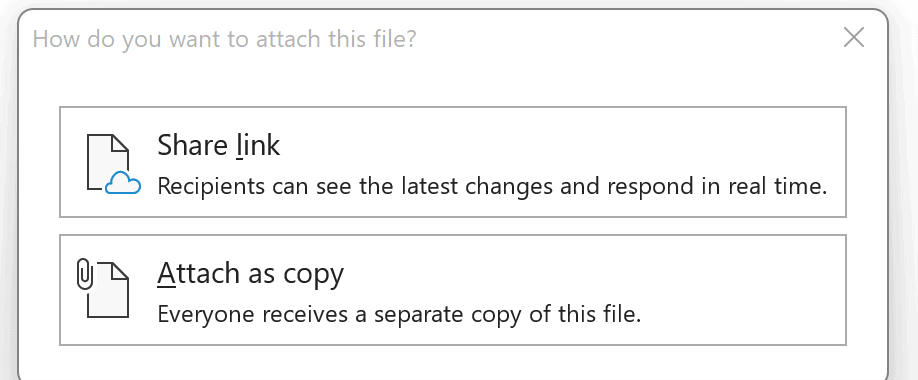 How do you want to attach this file?
Share link
Recipients can see the latest changes and respond in real time.
Attach as copy
Everyone receives a separate copy of this file.